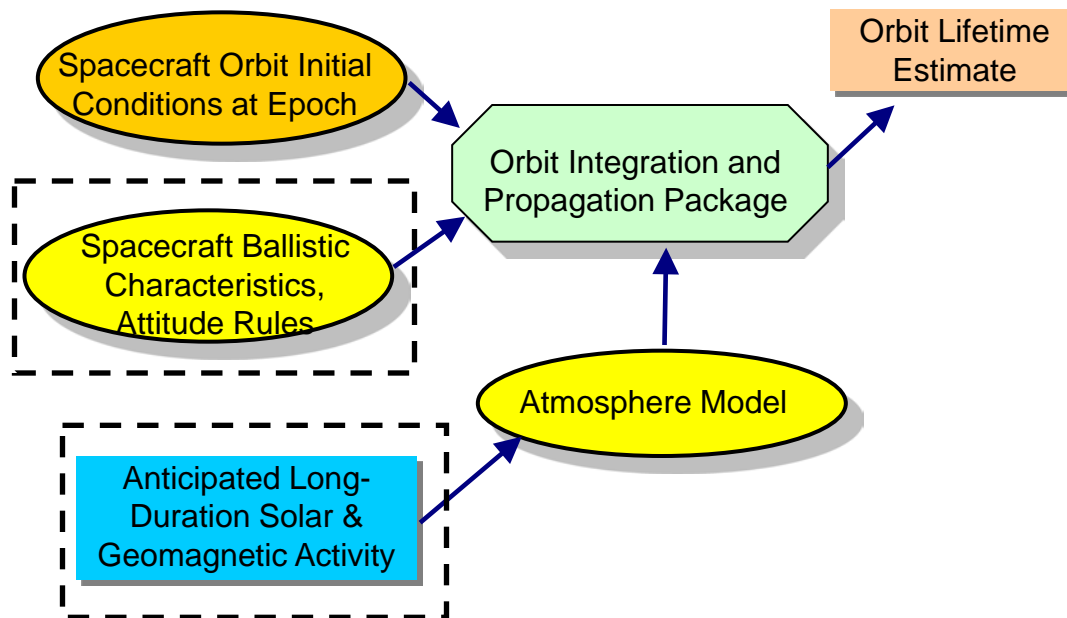 Spacecraft Orbit Initial
Conditions at Epoch
Orbit Lifetime
Estimate
Orbit Integration and
Propagation Package
Spacecraft Ballistic
Characteristics,
Attitude Rules
Atmosphere Model
Anticipated Long-
Duration Solar &
Geomagnetic Activity